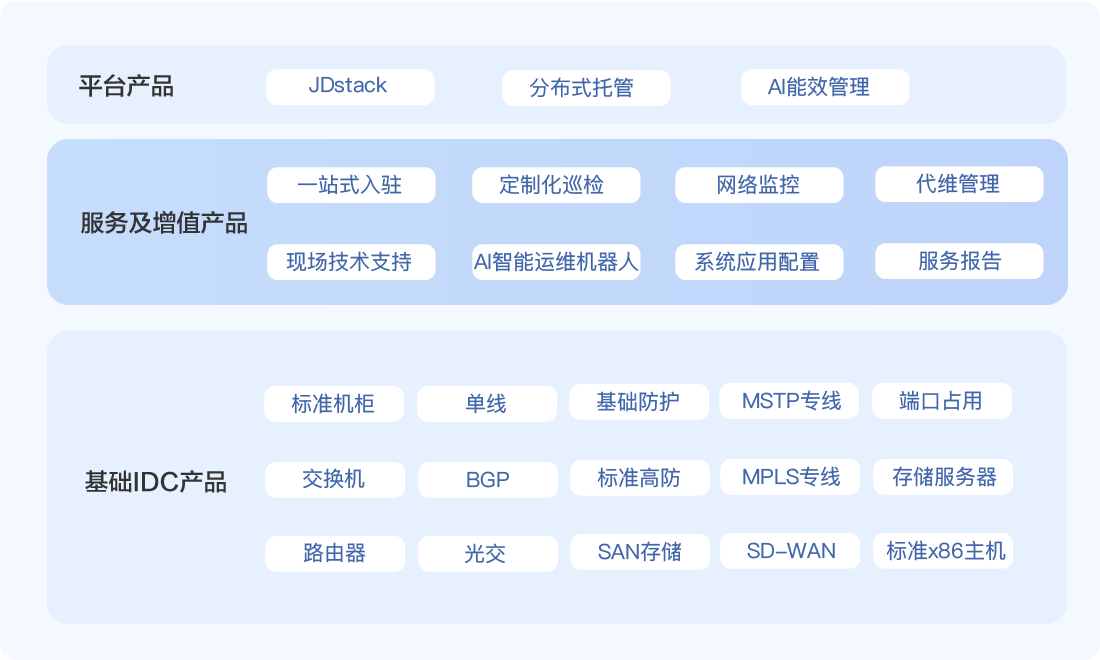 平台产品
JDstack
分布式托管
AI能效管理
服务及增值产品
一站式入驻
定制化巡检
网络监控
代维管理
现场技术支持
AI智能运维机器人
系统应用配置
服务报告
基础IDC产品
标准机柜
单线
基础防护
MSTP专线
端口占用
交换机
BGP
标准高防
MPLS专线
存储服务器
路由器
光交
SAN存储
SD-WAN
标准x86主机